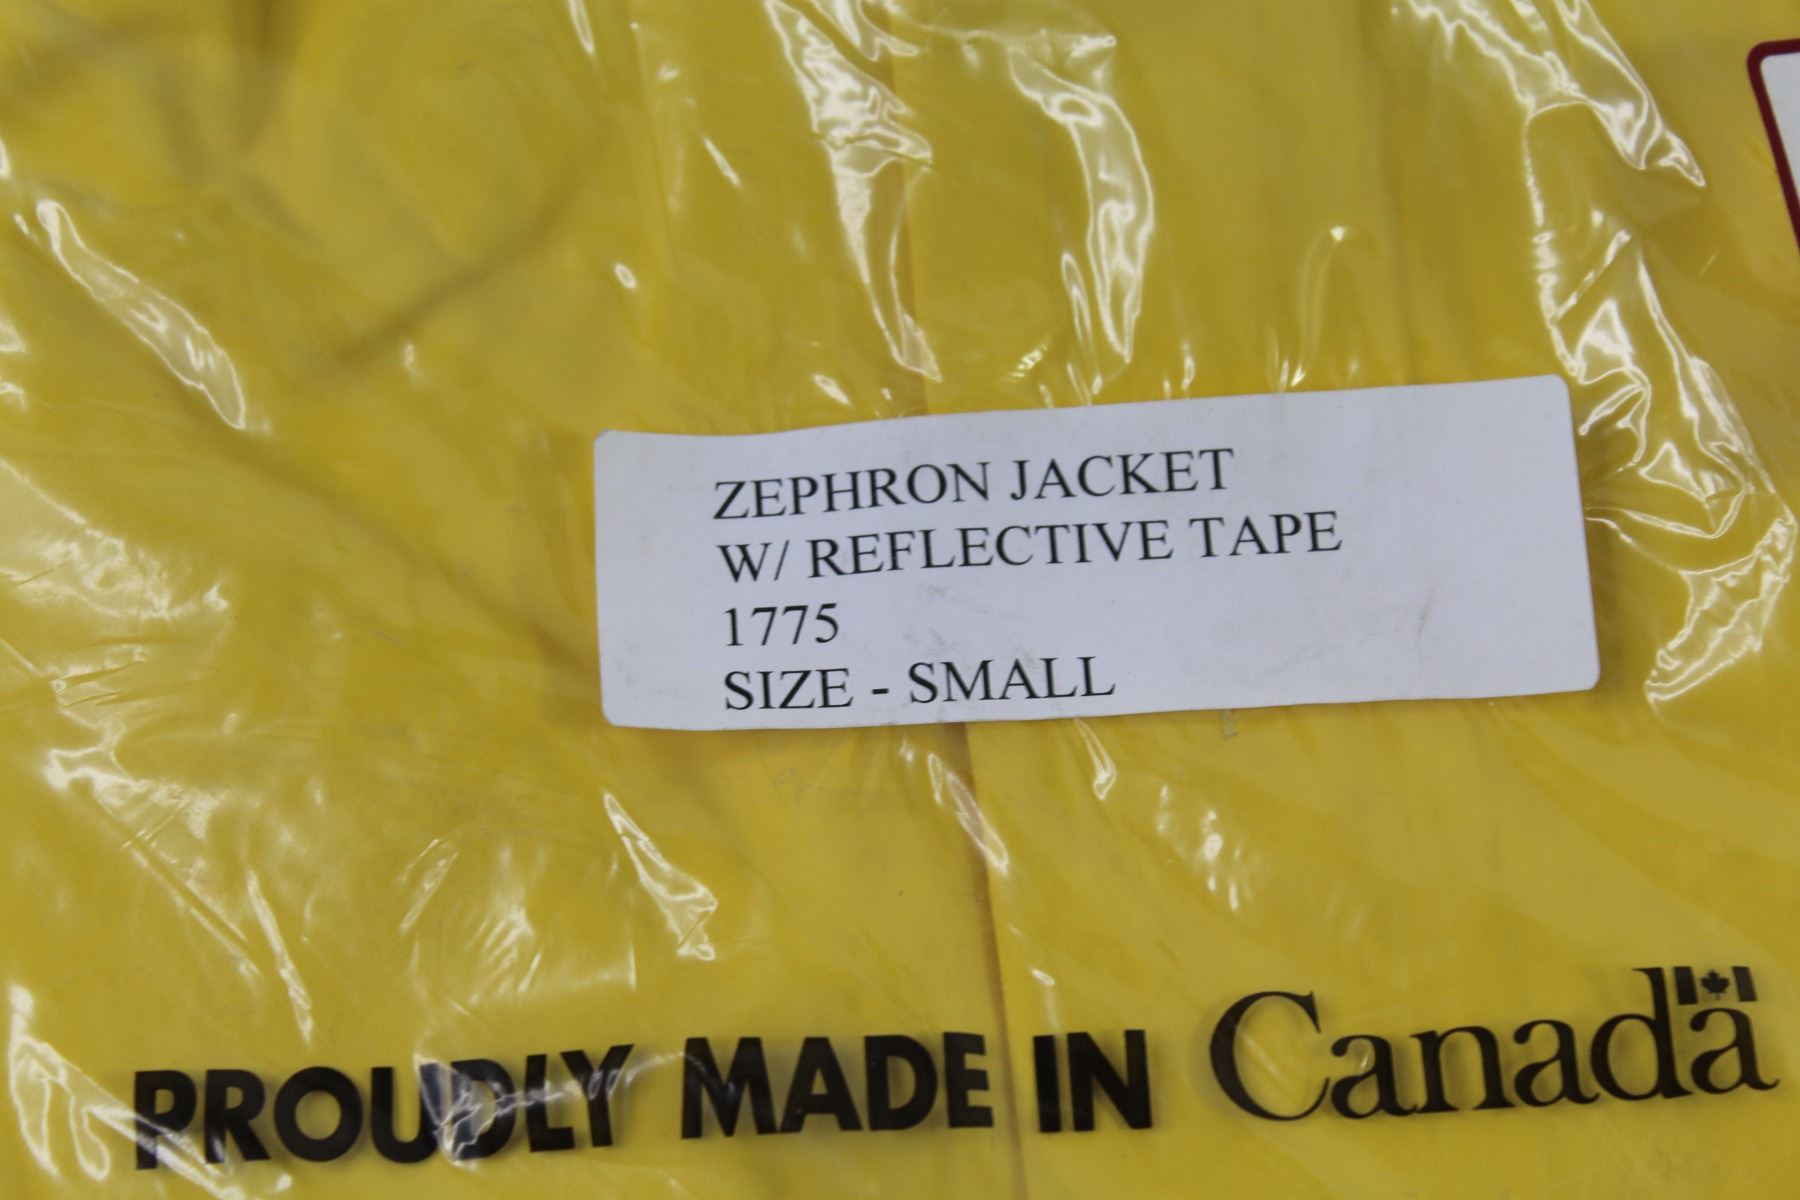 ZEPHRON JACKET
W/ REFLECTIVE TAPE
1775
SIZE - SMALL
PROUDLY MADE IN Canada